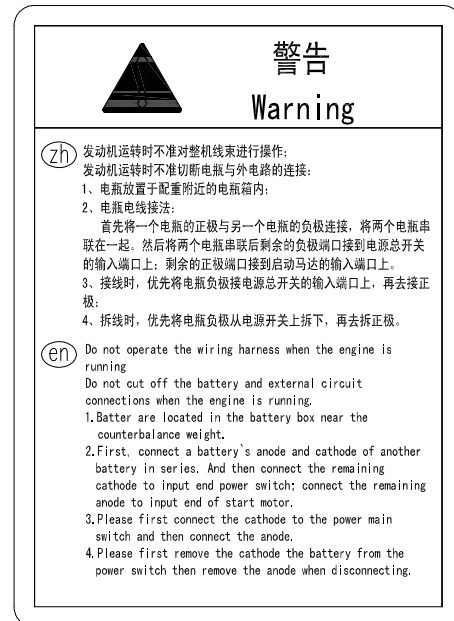 警告
Warning
zh
发动机运转时不准对整机线束进行操作;
发动机运转时不准切断电瓶与外电路的连接:
1、电瓶放置于配重附近的电瓶箱内;
2、电瓶电线接法:
首先将一个电瓶的正极与另一个电瓶的负极连接，将两个电瓶串
联在一起。然后将两个电瓶串联后剩余的负极端口接到电源总开关
的输入端口上; 剩余的正极端口接到启动马达的输入端口上。
3、接线时，优先将电瓶负极接电源总开关的输入端口上，再去接正
极;
4、拆线时，优先将电瓶负极从电源开关上拆下，再去拆正极。
en
Do not operate the wiring harness when the engine is
running
Do not cut off the battery and external circuit
connections when the engine is running.
1.Batter are located in the battery box near the
counterbalance weight.
2.First, connect a battery`s anode and cathode of another
battery in series. And then connect the remaining
cathode to input end power switch; connect the remaining
anode to input end of start motor.
3.Please first connect the cathode to the power main
switch and then connect the anode.
4.Please first remove the cathode the battery from the
power switch then remove the anode when disconnecting.